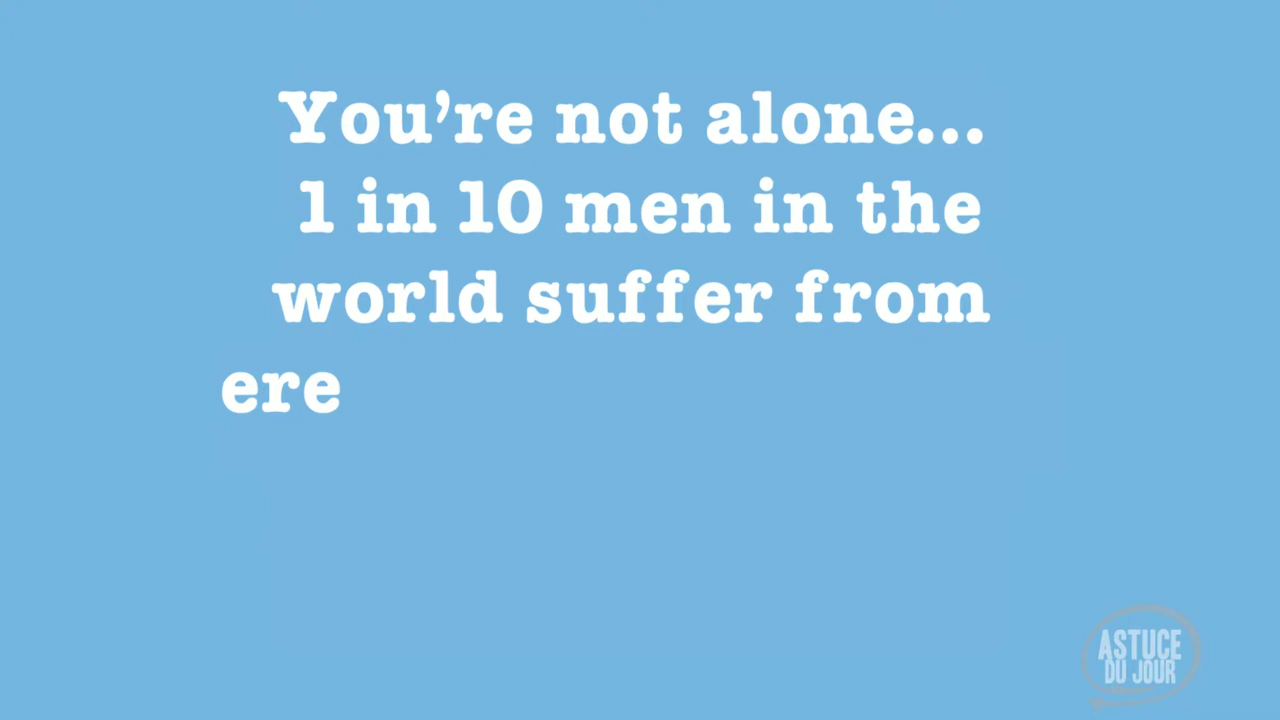 You're not alone...
1 in 10 men in the
world suffer from
ere
ASTUCE
DU JOUR